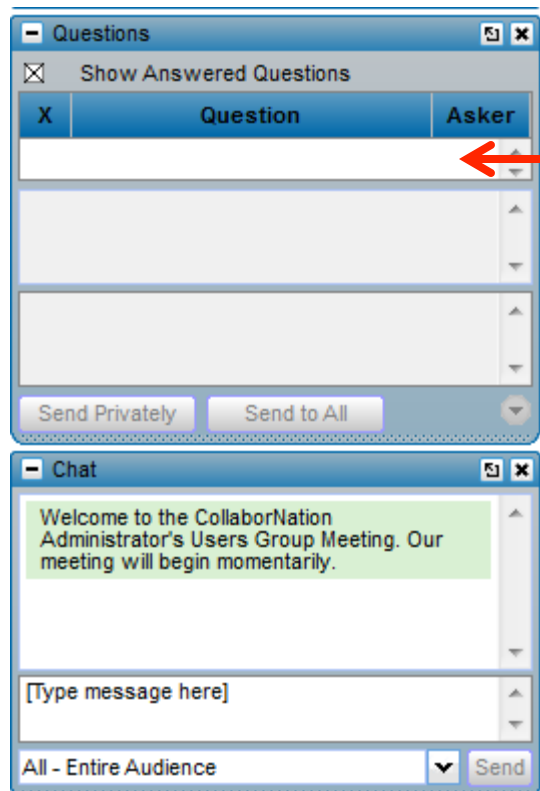 Questions
Show Answered Questions
X Question Asker
Send Privately Send to All
Chat
Welcome to the CollaborNation
Administrator's Users Group Meeting. Our
meeting will begin momentarily.
[Type message here]
All - Entire Audience Send